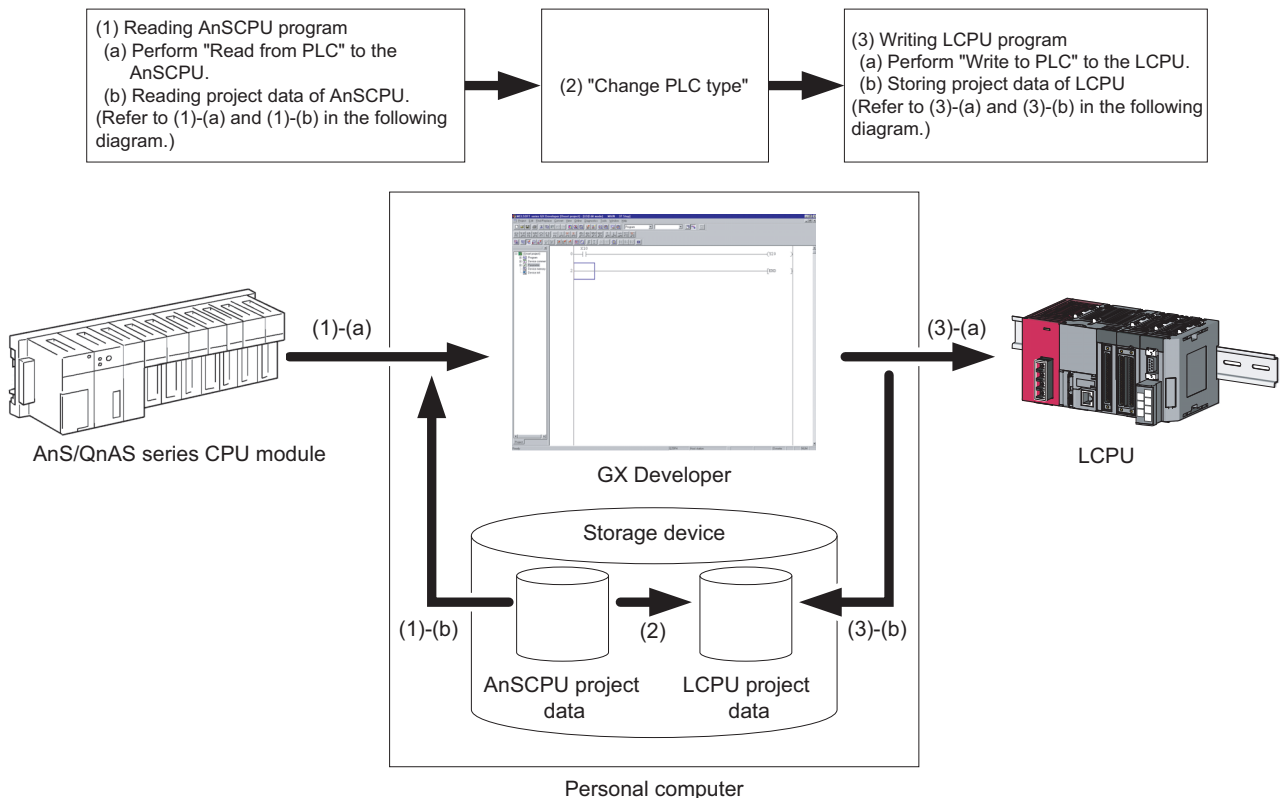 (1) Reading AnSCPU program
(a) Perform "Read from PLC" to the
AnSCPU.
(b) Reading project data of AnSCPU.
(Refer to (1)-(a) and (1)-(b) in the following
diagram.)
(2) "Change PLC type"
(3) Writing LCPU program
(a) Perform "Write to PLC" to the LCPU.
(b) Storing project data of LCPU
(Refer to (3)-(a) and (3)-(b) in the following
diagram.)
(1)-(a)
(3)-(a)
AnS/QnAS series CPU module
GX Developer
LCPU
Storage device
(1)-(b)
(2)
(3)-(b)
AnSCPU project
data
LCPU project
data
Personal computer